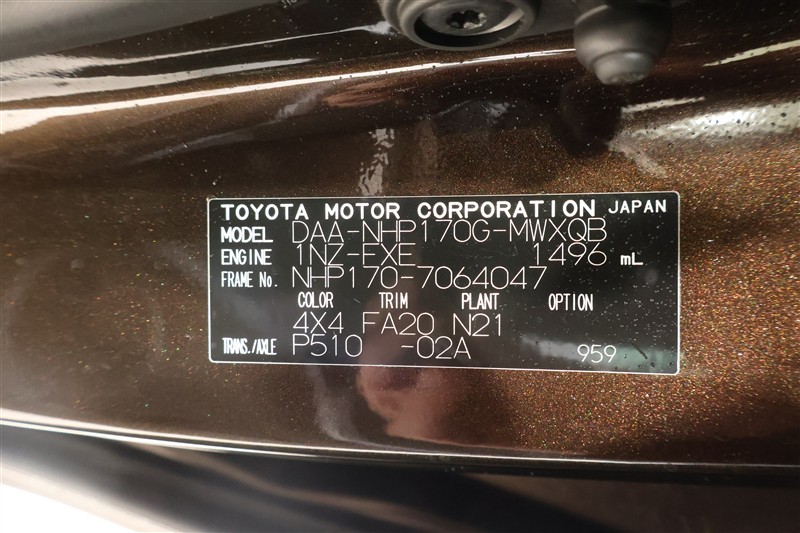 TOYOTA MOTOR CORPORATION JAPAN
MODEL DAA-NHP170G-MWXQB
ENGINE 1NZ-FXE 1496 mL
FRAME No. NHP170-7064047
COLOR TRIM PLANT OPTION
4X4 FA20 N21
TRANS./AXLE P510 -02A 959